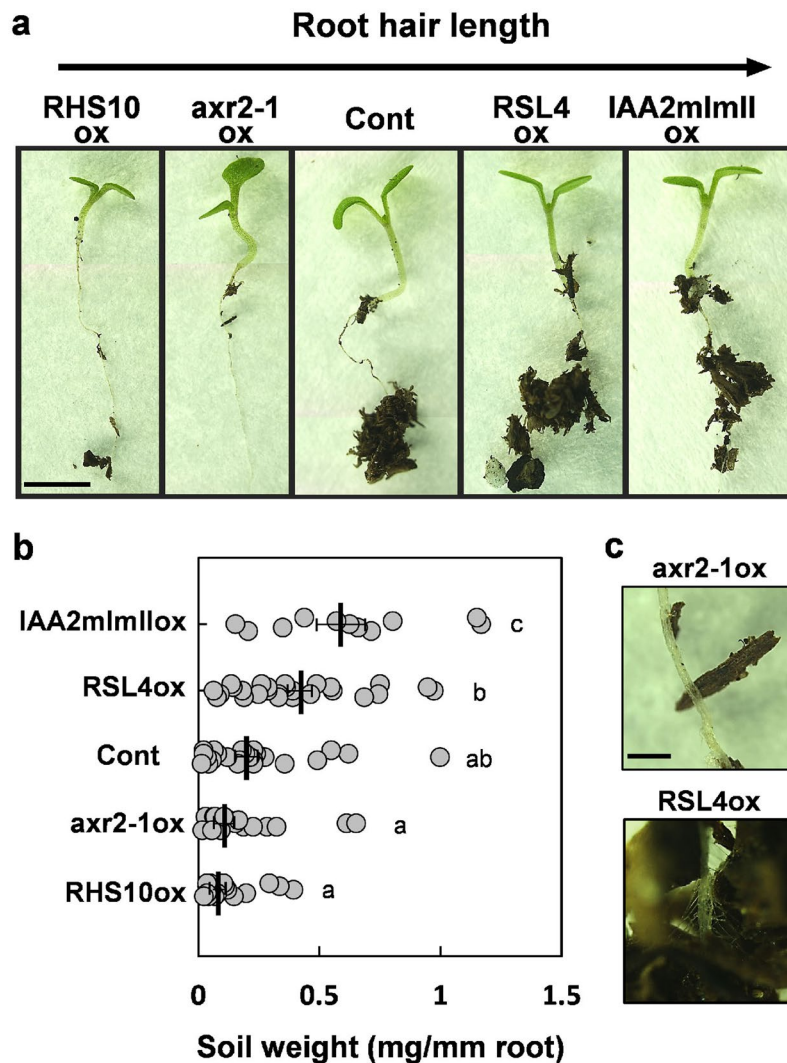 a
Root hair length
RHS10
ox
axr2-1
ox
Cont
RSL4
ox
IAA2mImII
ox
b
IAA2mImIIox
RSL4ox
Cont
axr2-1ox
RHS10ox
c
b
ab
a
a
0
0.5
1
1.5
Soil weight (mg/mm root)
c
axr2-1ox
RSL4ox